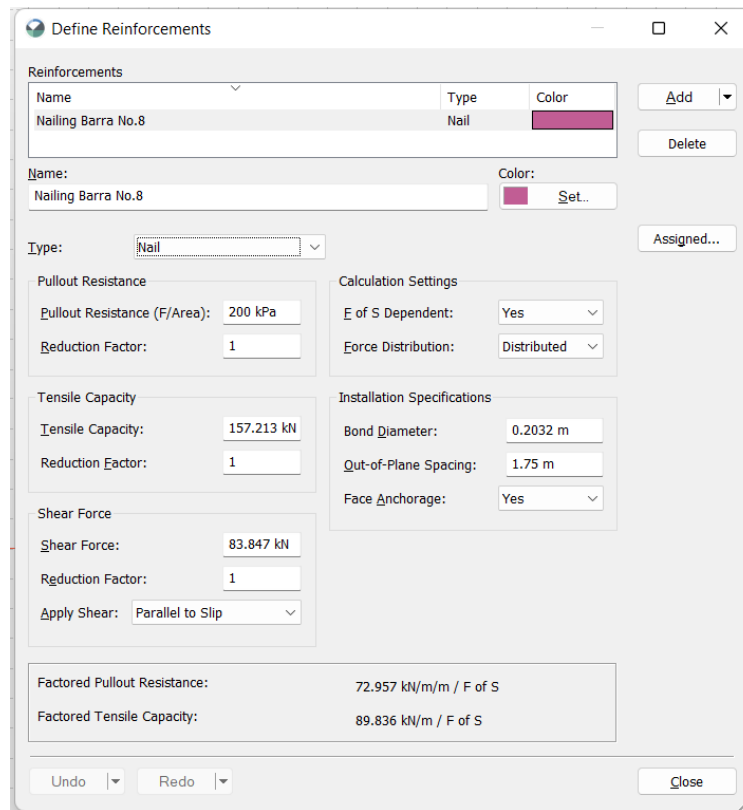 Define Reinforcements
Reinforcements
Name Type Color
Nailing Barra No.8 Nail
Add
Delete
Name: Color:
Nailing Barra No.8 Set...
Assigned...
Type: Nail
Pullout Resistance Calculation Settings
Pullout Resistance (F/Area): 200 kPa F of S Dependent: Yes
Reduction Factor: 1 Force Distribution: Distributed
Tensile Capacity Installation Specifications
Tensile Capacity: 157.213 kN Bond Diameter: 0.2032 m
Reduction Factor: 1 Out-of-Plane Spacing: 1.75 m
Face Anchorage: Yes
Shear Force
Shear Force: 83.847 kN
Reduction Factor: 1
Apply Shear: Parallel to Slip
Factored Pullout Resistance: 72.957 kN/m/m / F of S
Factored Tensile Capacity: 89.836 kN/m / F of S
Undo Redo Close